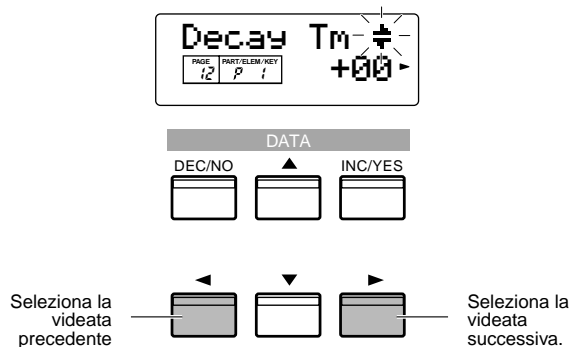 Decay Tm
PAGE PART/ELEM/KEY
12 P 1 +00
DATA
DEC/NO INC/YES
Seleziona la
videata
precedente
Seleziona la
videata
successiva.